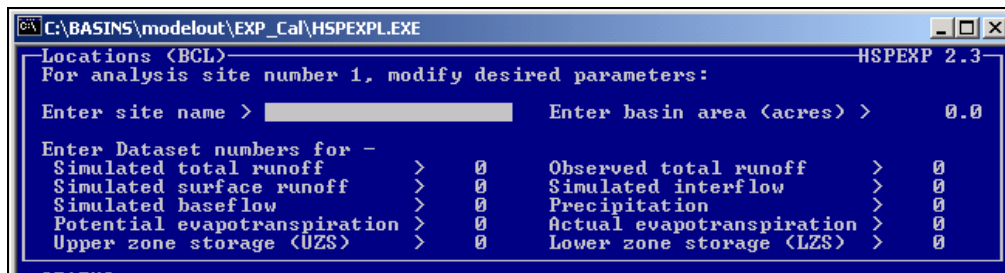 C:\BASINS\modelout\EXP_Cal\HSPEXPL.EXE
Locations (BCL) HSPEXP 2.3
For analysis site number 1, modify desired parameters:
Enter site name > Enter basin area (acres) > 0.0
Enter Dataset numbers for -
Simulated total runoff > 0 Observed total runoff > 0
Simulated surface runoff > 0 Simulated interflow > 0
Simulated baseflow > 0 Precipitation > 0
Potential evapotranspiration > 0 Actual evapotranspiration > 0
Upper zone storage (UZS) > 0 Lower zone storage (LZS) > 0